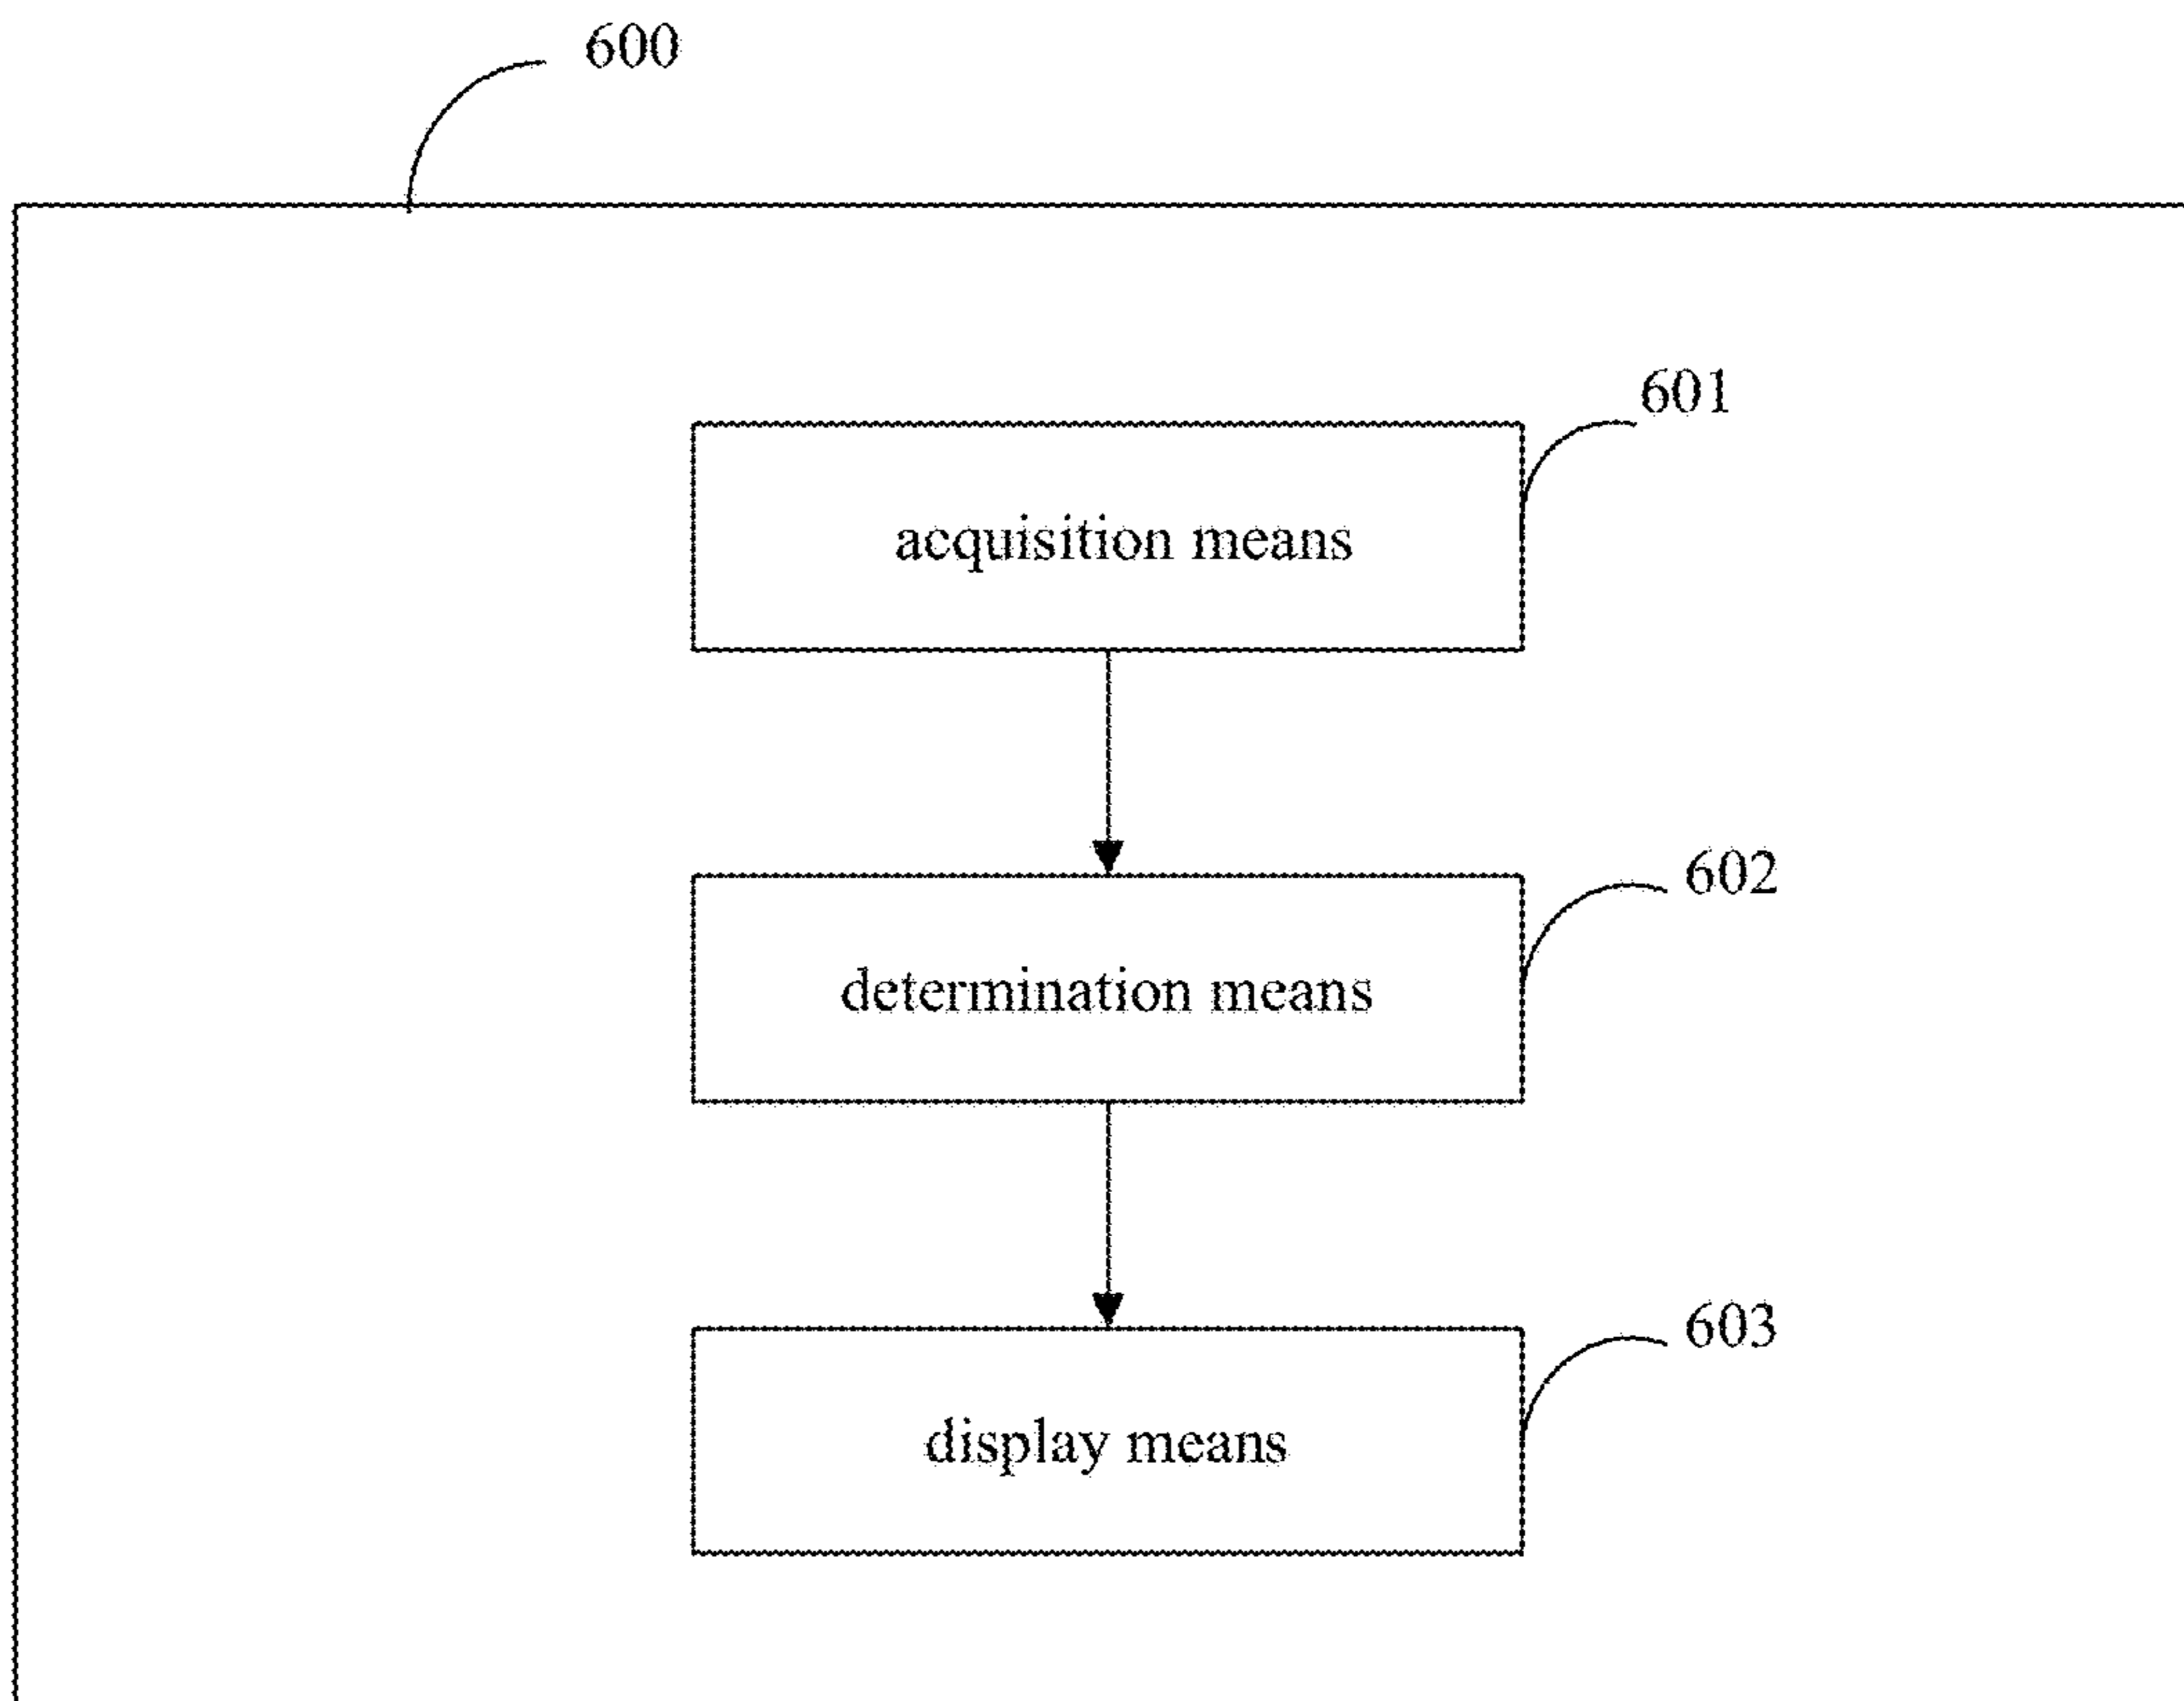 600
601
acquisition means
602
determination means
603
display means